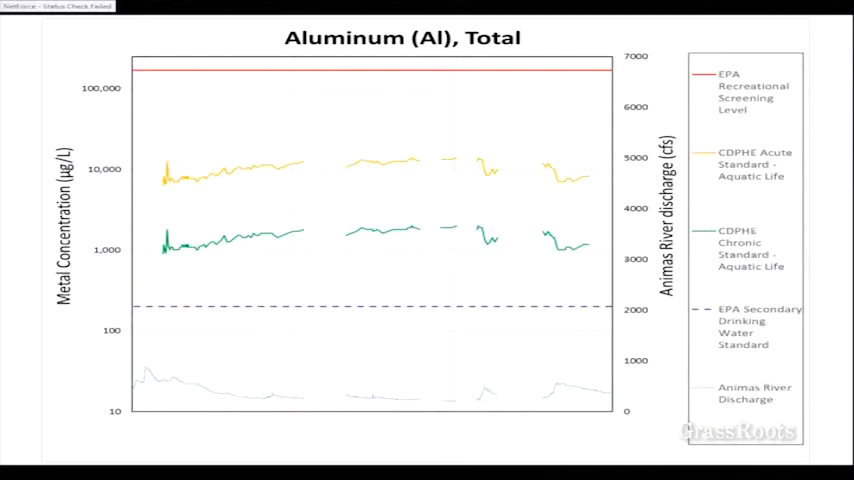 NetForce - Status Check Failed
Aluminum (Al), Total
Metal Concentration (µg/L)
100,000
10,000
1,000
100
10
7000
6000
5000
4000
3000
2000
1000
0
Animas River discharge (cfs)
EPA
Recreational
Screening
Level
CDPHE Acute
Standard -
Aquatic Life
CDPHE
Chronic
Standard -
Aquatic Life
EPA Secondary
Drinking
Water
Standard
Animas River
Discharge
GrassRoots